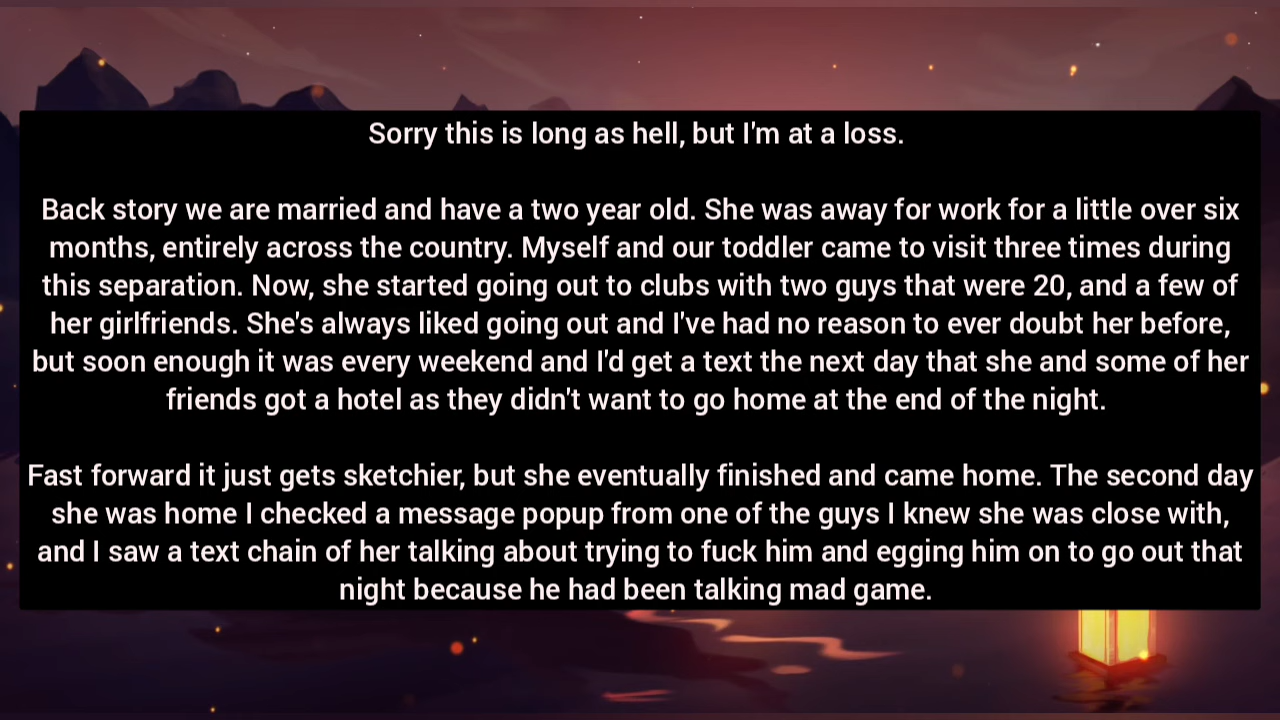 Sorry this is long as hell, but I'm at a loss.
Back story we are married and have a two year old. She was away for work for a little over six
months, entirely across the country. Myself and our toddler came to visit three times during
this separation. Now, she started going out to clubs with two guys that were 20, and a few of
her girlfriends. She's always liked going out and I've had no reason to ever doubt her before,
but soon enough it was every weekend and I'd get a text the next day that she and some of her
friends got a hotel as they didn't want to go home at the end of the night.
Fast forward it just gets sketchier, but she eventually finished and came home. The second day
she was home I checked a message popup from one of the guys I knew she was close with,
and I saw a text chain of her talking about trying to fuck him and egging him on to go out that
night because he had been talking mad game.